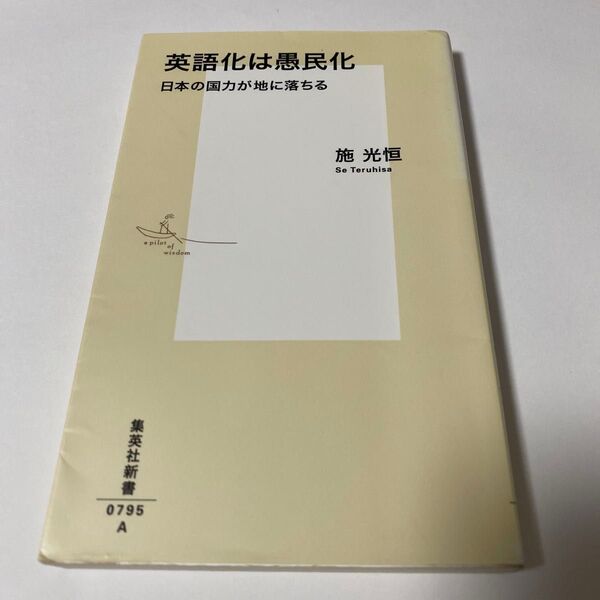 英語化は愚民化
日本の国力が地に落ちる
施 光恒
Se Teruhisa
a pilot
of
wisdom
集英社新書
0795
A